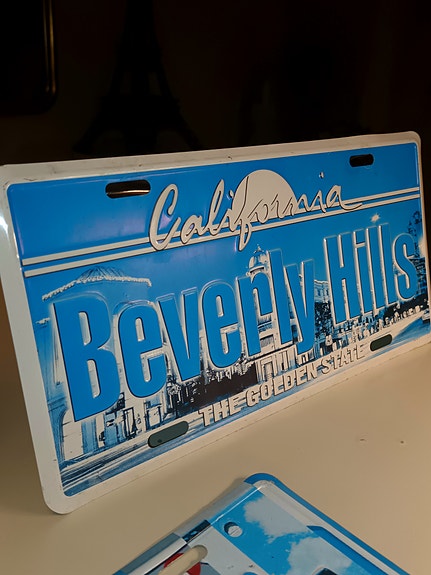 California
Beverly Hills
THE GOLDEN STATE